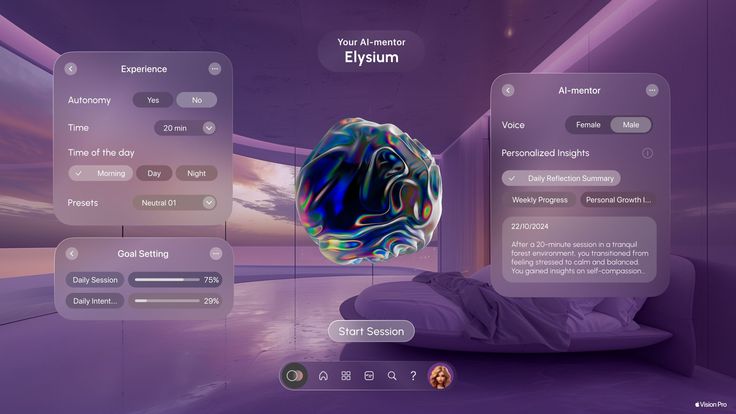 Your AI-mentor
Elysium
Experience
Autonomy
Yes
No
Time
20 min
Time of the day
Morning
Day
Night
Presets
Neutral 01
Goal Setting
Daily Session
75%
Daily Intent...
29%
AI-mentor
Voice
Female
Male
Personalized Insights
Daily Reflection Summary
Weekly Progress
Personal Growth I...
22/10/2024
After a 20-minute session in a tranquil
forest environment, you transitioned from
feeling stressed to calm and balanced.
You gained insights on self-compassion...
Start Session
?
Vision Pro